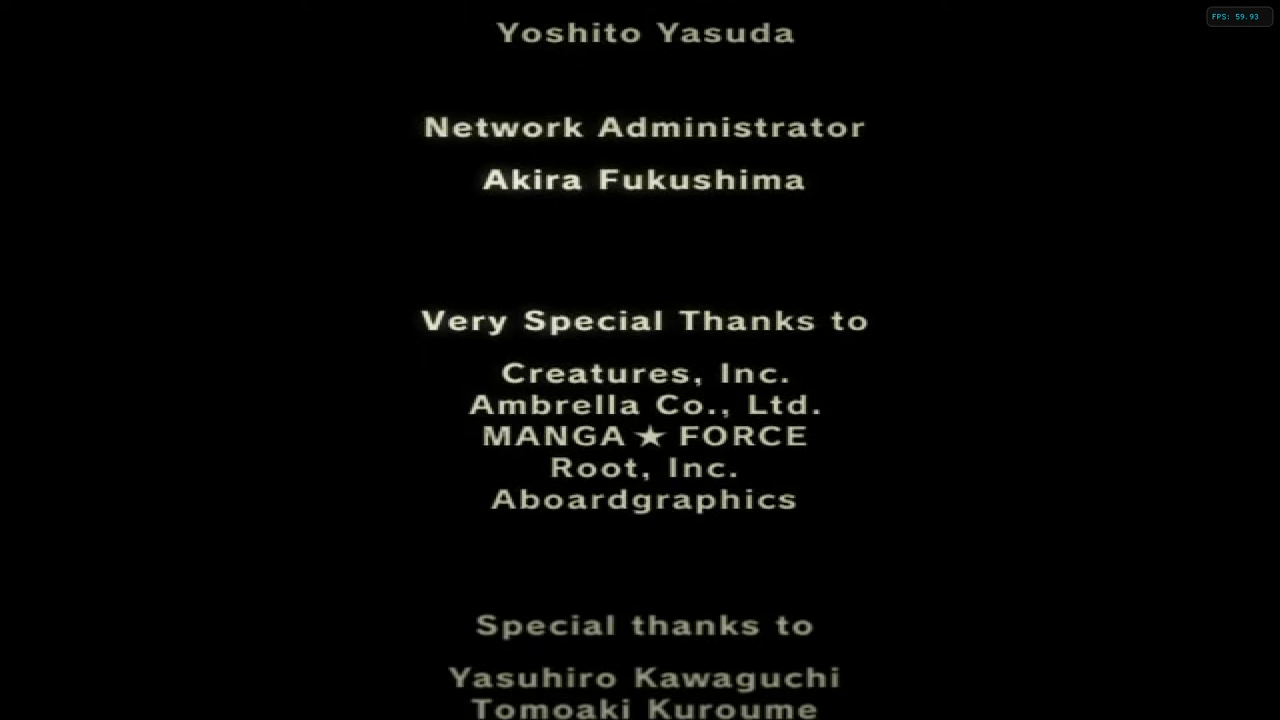 FPS: 59.93
Yoshito Yasuda
Network Administrator
Akira Fukushima
Very Special Thanks to
Creatures, Inc.
Ambrella Co., Ltd.
MANGA ★ FORCE
Root, Inc.
Aboardgraphics
Special thanks to
Yasuhiro Kawaguchi
Tomoaki Kuroume